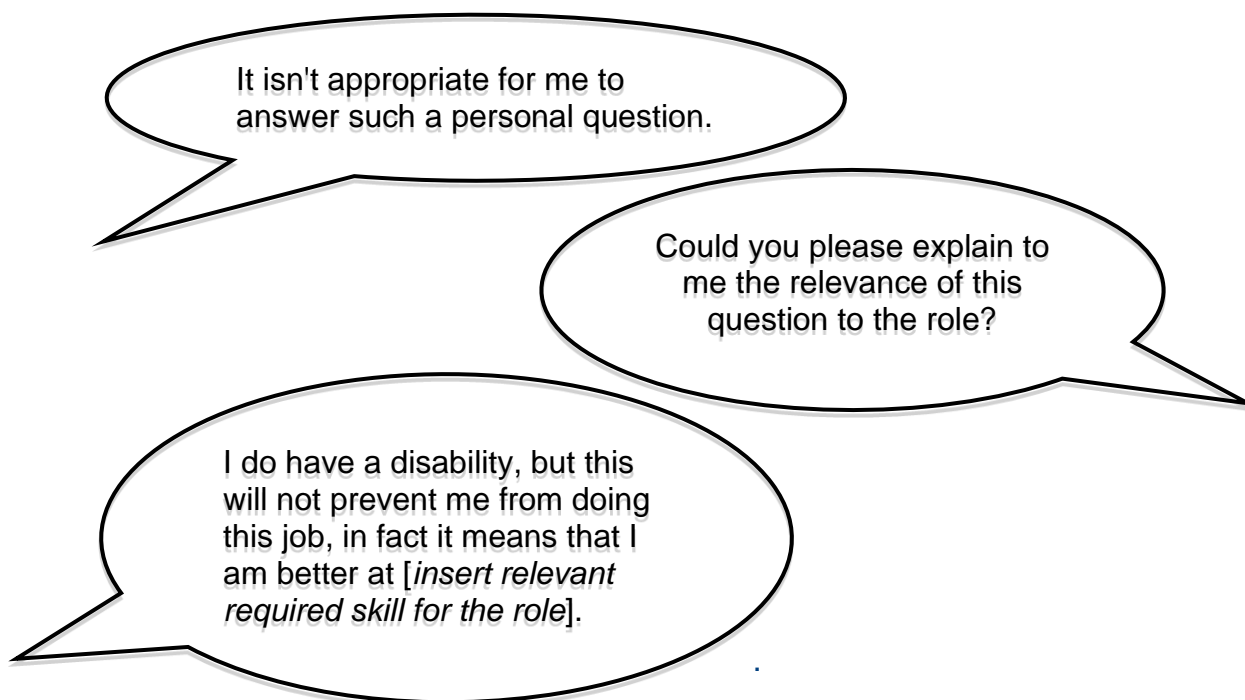 It isn't appropriate for me to
answer such a personal question.
Could you please explain to
me the relevance of this
question to the role?
I do have a disability, but this
will not prevent me from doing
this job, in fact it means that I
am better at [insert relevant
required skill for the role].
.